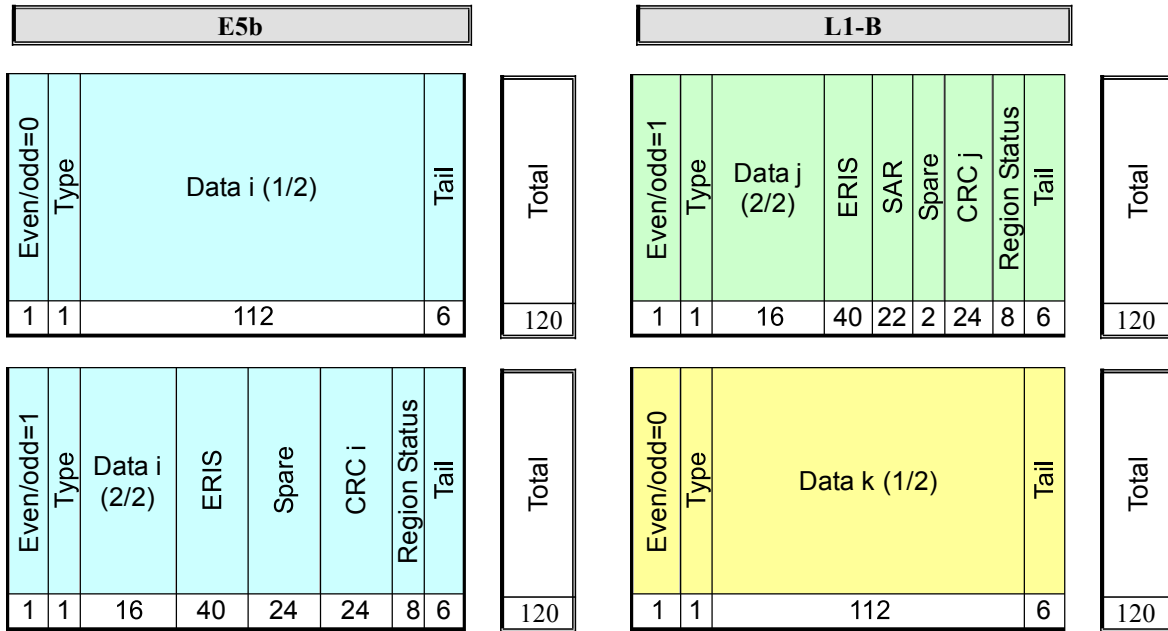 E5b
L1-B
Even/odd=0
Type
Data i (1/2)
Tail
Total
1 1 112 6 120
Even/odd=1
Type
Data j
(2/2)
ERIS
SAR
Spare
CRC j
Region Status
Tail
Total
1 1 16 40 22 2 24 8 6 120
Even/odd=1
Type
Data i
(2/2)
ERIS
Spare
CRC i
Region Status
Tail
Total
1 1 16 40 24 24 8 6 120
Even/odd=0
Type
Data k (1/2)
Tail
Total
1 1 112 6 120